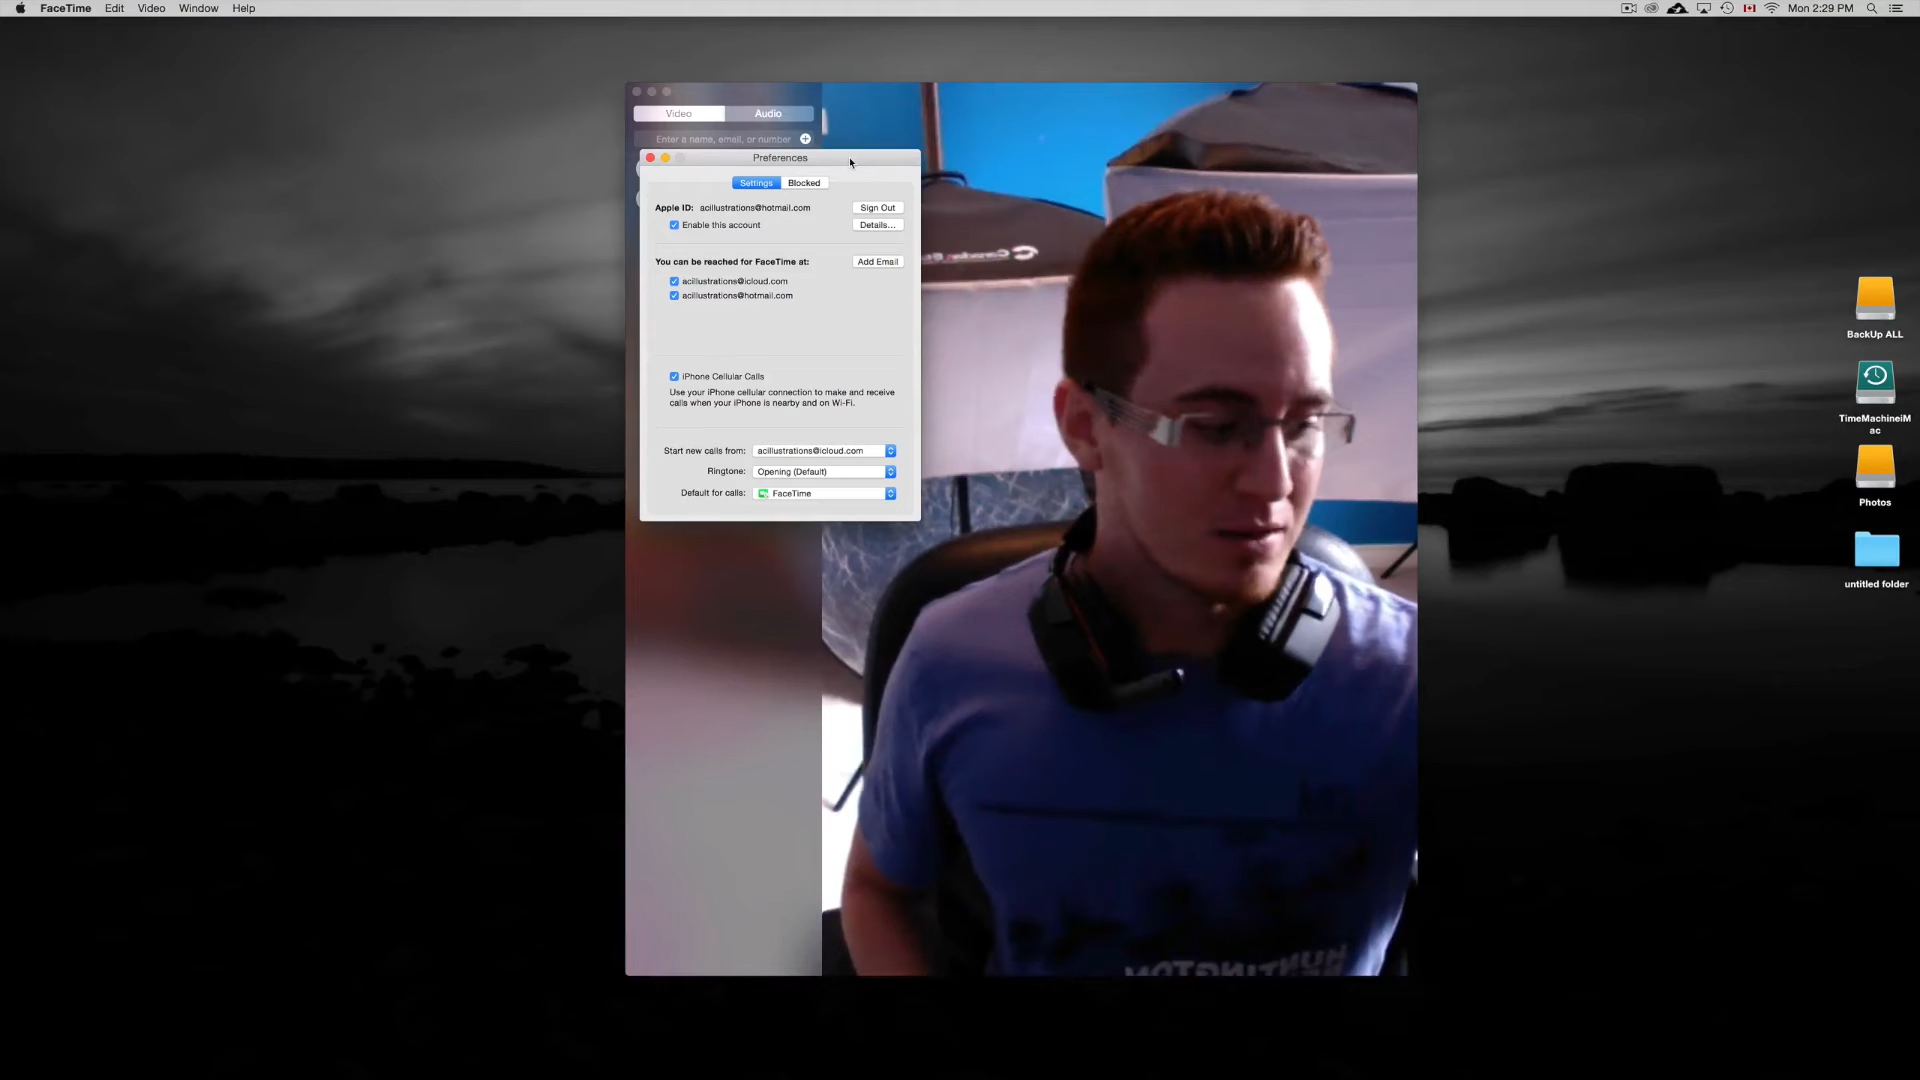 FaceTime Edit Video Window Help
Mon 2:29 PM
Video Audio
Enter a name, email, or number
Preferences
Settings Blocked
Apple ID: acillustrations@hotmail.com Sign Out
Enable this account Details...
You can be reached for FaceTime at: Add Email
acillustrations@icloud.com
acillustrations@hotmail.com
iPhone Cellular Calls
Use your iPhone cellular connection to make and receive
calls when your iPhone is nearby and on Wi-Fi.
Start new calls from: acillustrations@icloud.com
Ringtone: Opening (Default)
Default for calls: FaceTime
BackUp ALL
TimeMachineiM
ac
Photos
untitled folder
HUNTINGTON